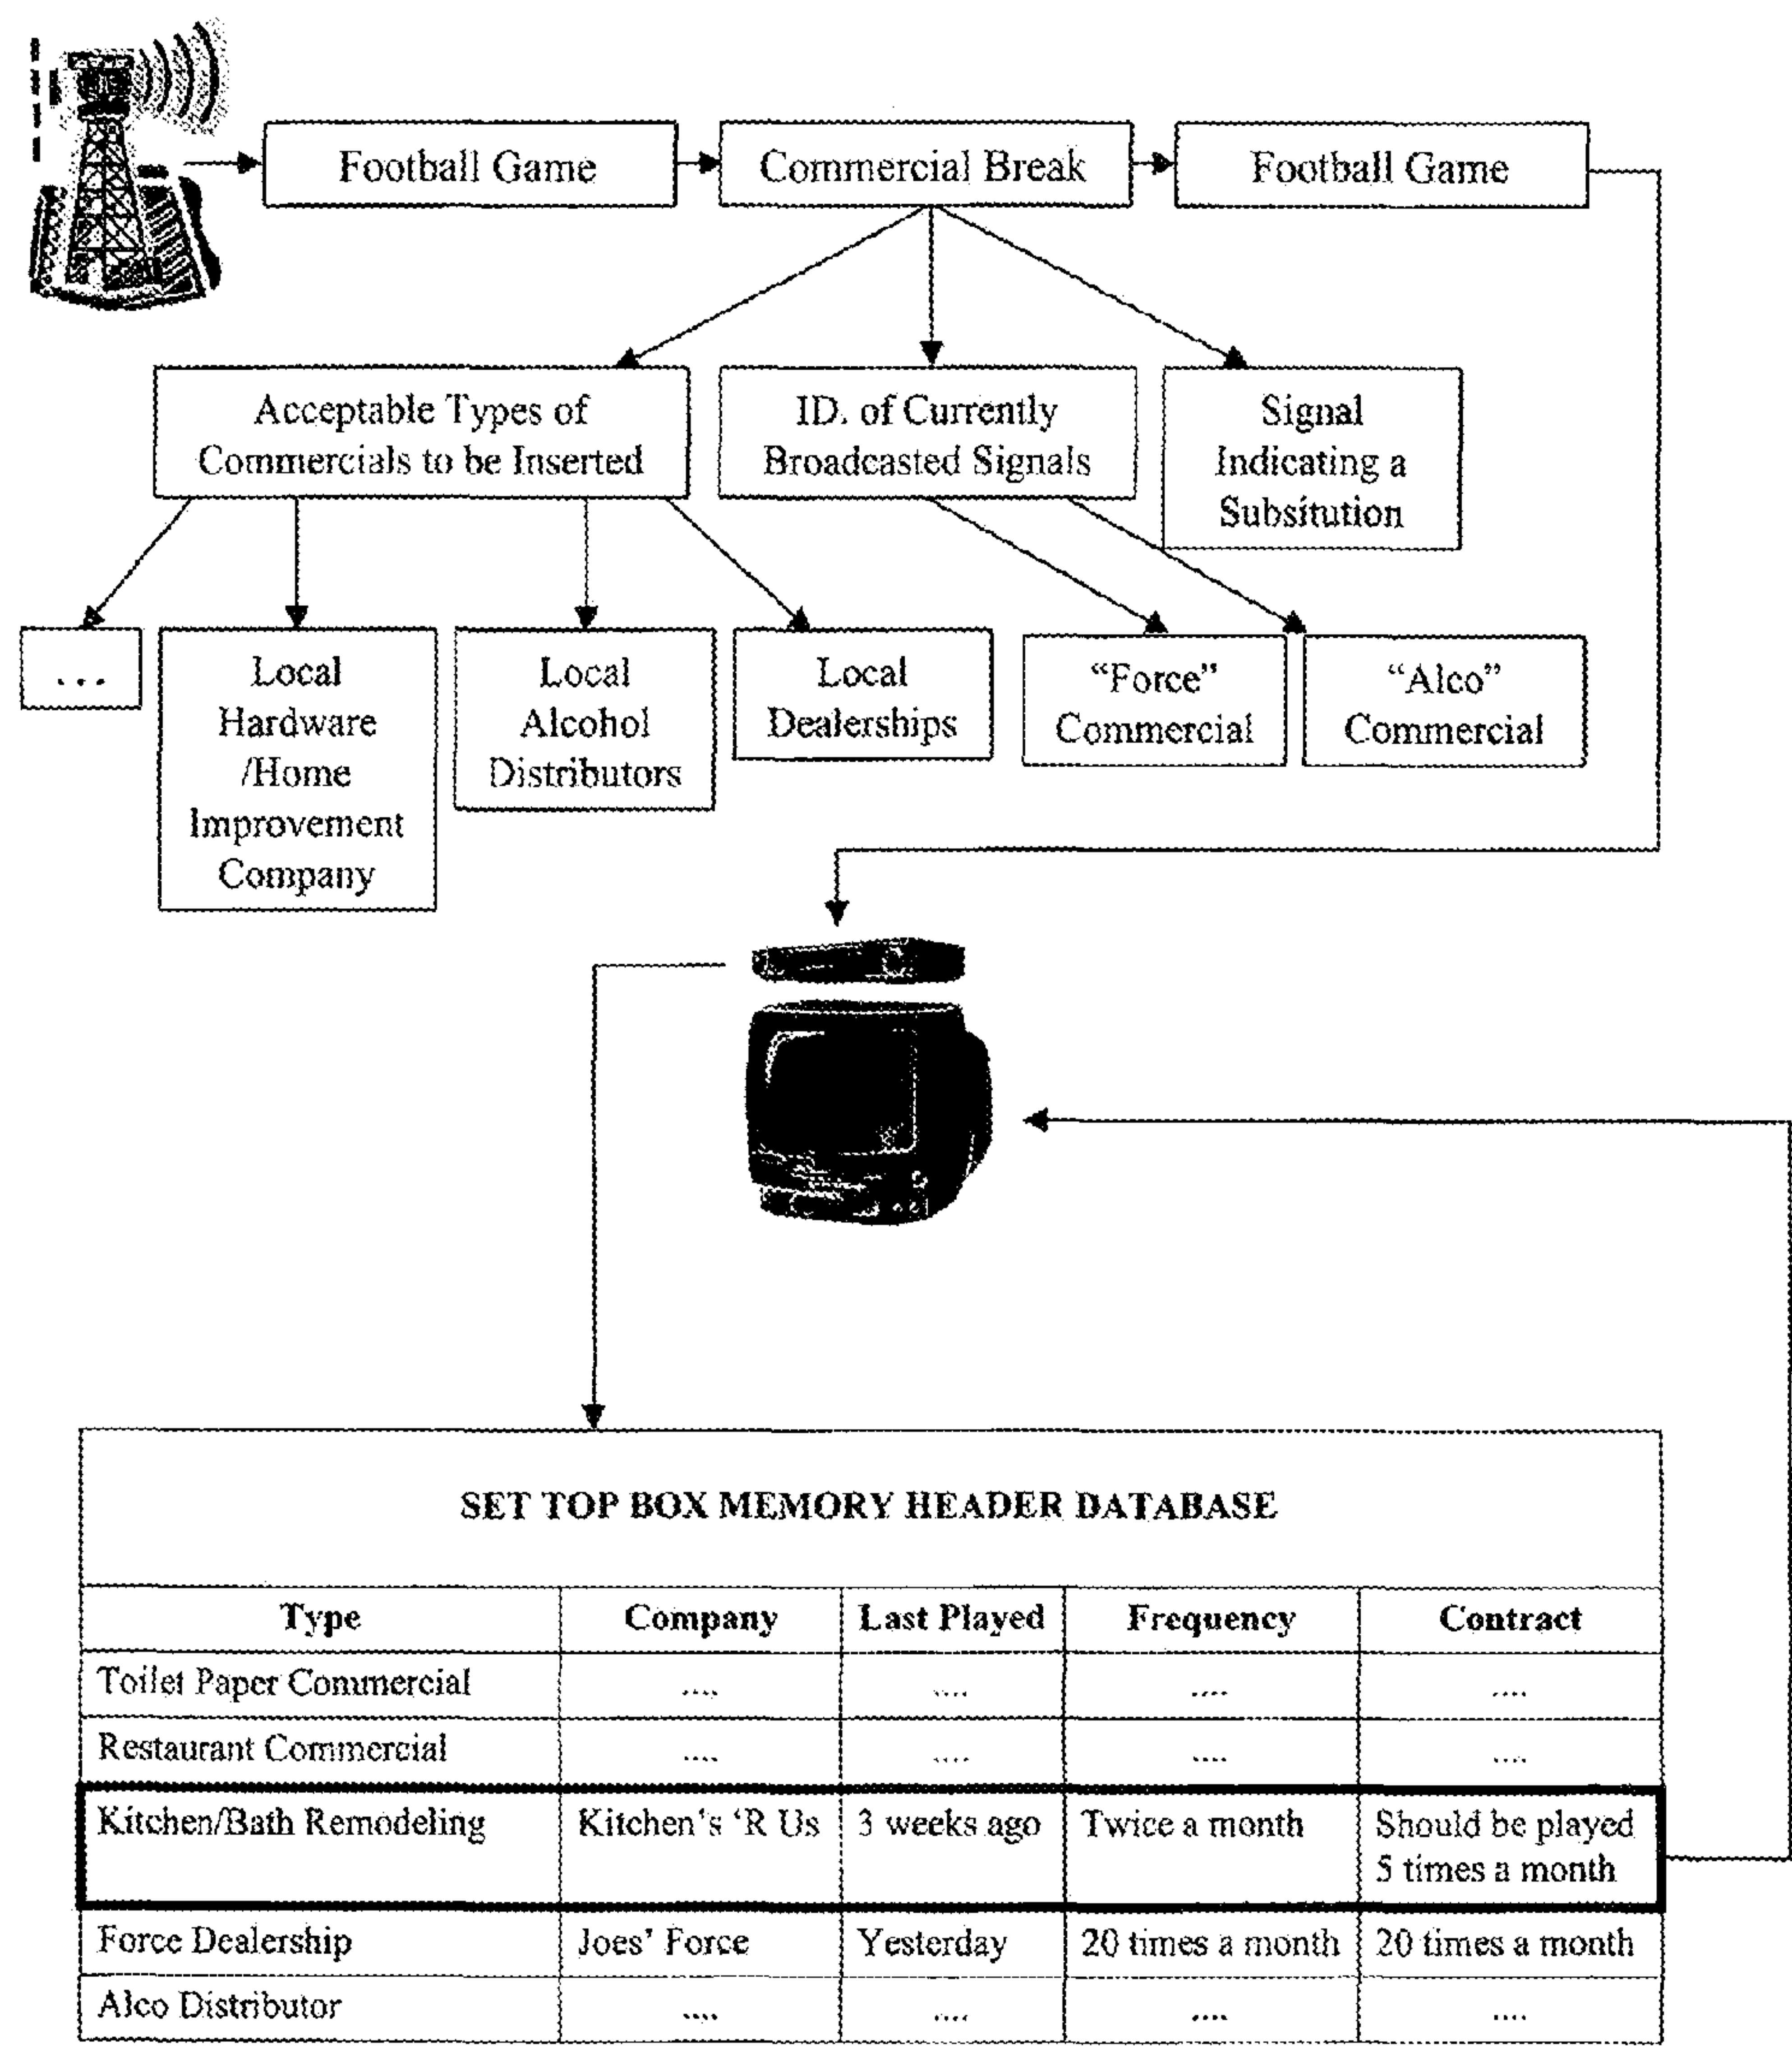 Football Game
Commercial Break
Football Game
Acceptable Types of
Commercials to be Inserted
ID. of Currently
Broadcasted Signals
Signal
Indicating a
Subsitution
...
Local
Hardware
/Home
Improvement
Company
Local
Alcohol
Distributors
Local
Dealerships
“Force”
Commercial
“Alco”
Commercial
SET TOP BOX MEMORY HEADER DATABASE
Type Company Last Played Frequency Contract
Toilet Paper Commercial .... .... .... ....
Restaurant Commercial .... .... .... ....
Kitchen/Bath Remodeling Kitchen's 'R Us 3 weeks ago Twice a month Should be played
5 times a month
Force Dealership Joes' Force Yesterday 20 times a month 20 times a month
Alco Distributor .... .... .... ....